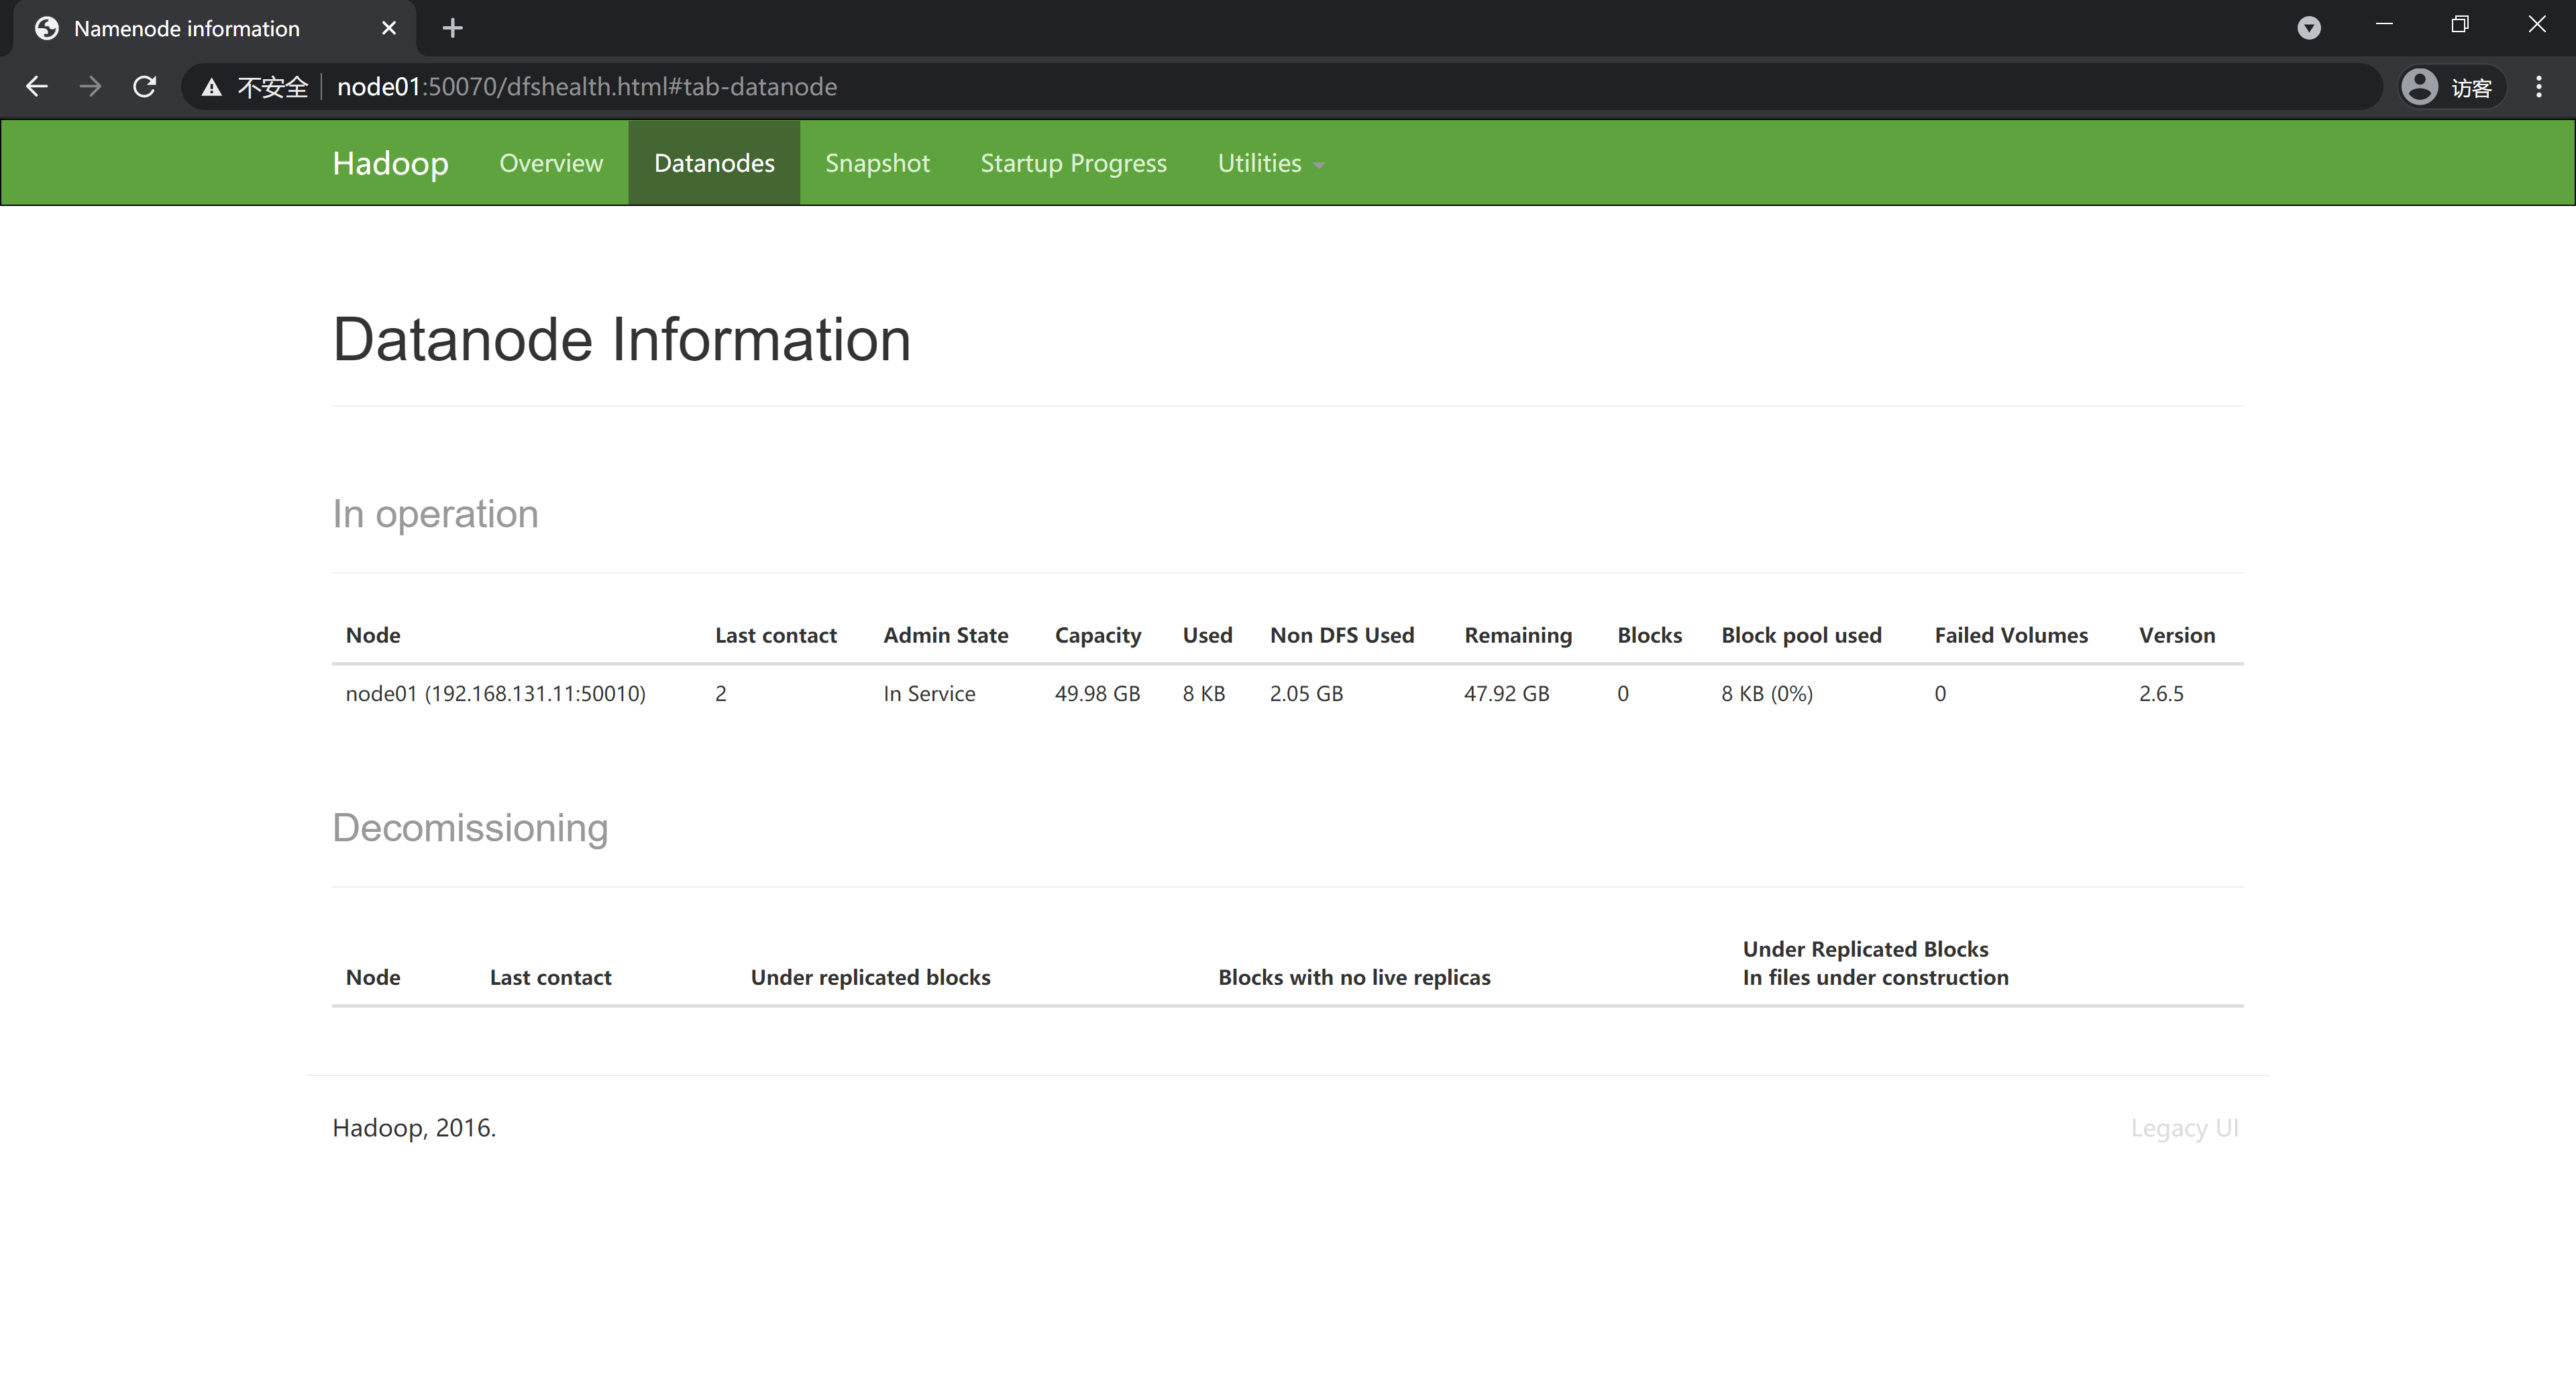 Namenode information
不安全 node01:50070/dfshealth.html#tab-datanode 访客
Hadoop Overview Datanodes Snapshot Startup Progress Utilities
Datanode Information
In operation
Node Last contact Admin State Capacity Used Non DFS Used Remaining Blocks Block pool used Failed Volumes Version
node01 (192.168.131.11:50010) 2 In Service 49.98 GB 8 KB 2.05 GB 47.92 GB 0 8 KB (0%) 0 2.6.5
Decomissioning
Node Last contact Under replicated blocks Blocks with no live replicas Under Replicated Blocks
In files under construction
Hadoop, 2016. Legacy UI